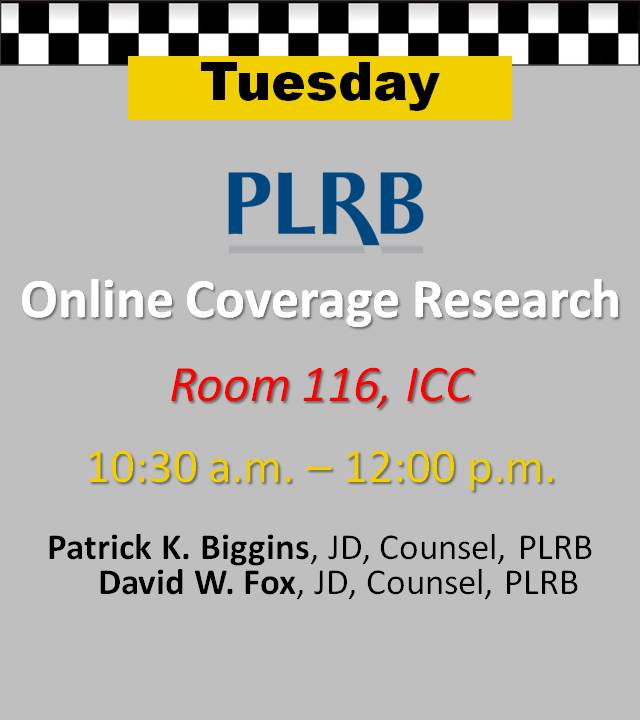 Tuesday
PLRB
Online Coverage Research
Room 116, ICC
10:30 a.m. – 12:00 p.m.
Patrick K. Biggins, JD, Counsel, PLRB
David W. Fox, JD, Counsel, PLRB